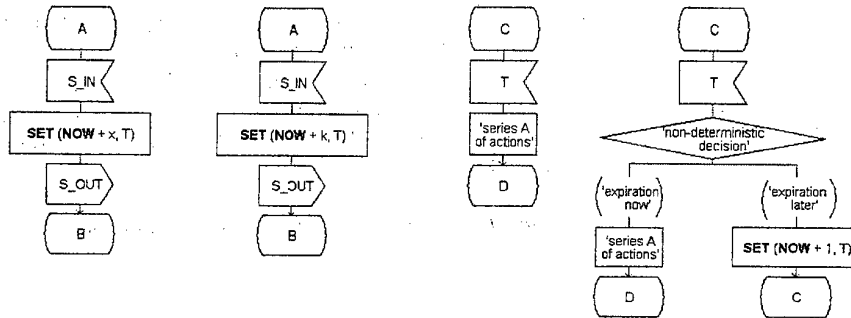 A
S_IN
SET (NOW + x, T)
S_OUT
B
A
S_IN
SET (NOW + k, T)
S_OUT
B
C
T
'series A
of actions'
D
C
T
'non-deterministic
decision'
'expiration
now'
'series A
of actions'
D
'expiration
later'
SET (NOW + 1, T)
C